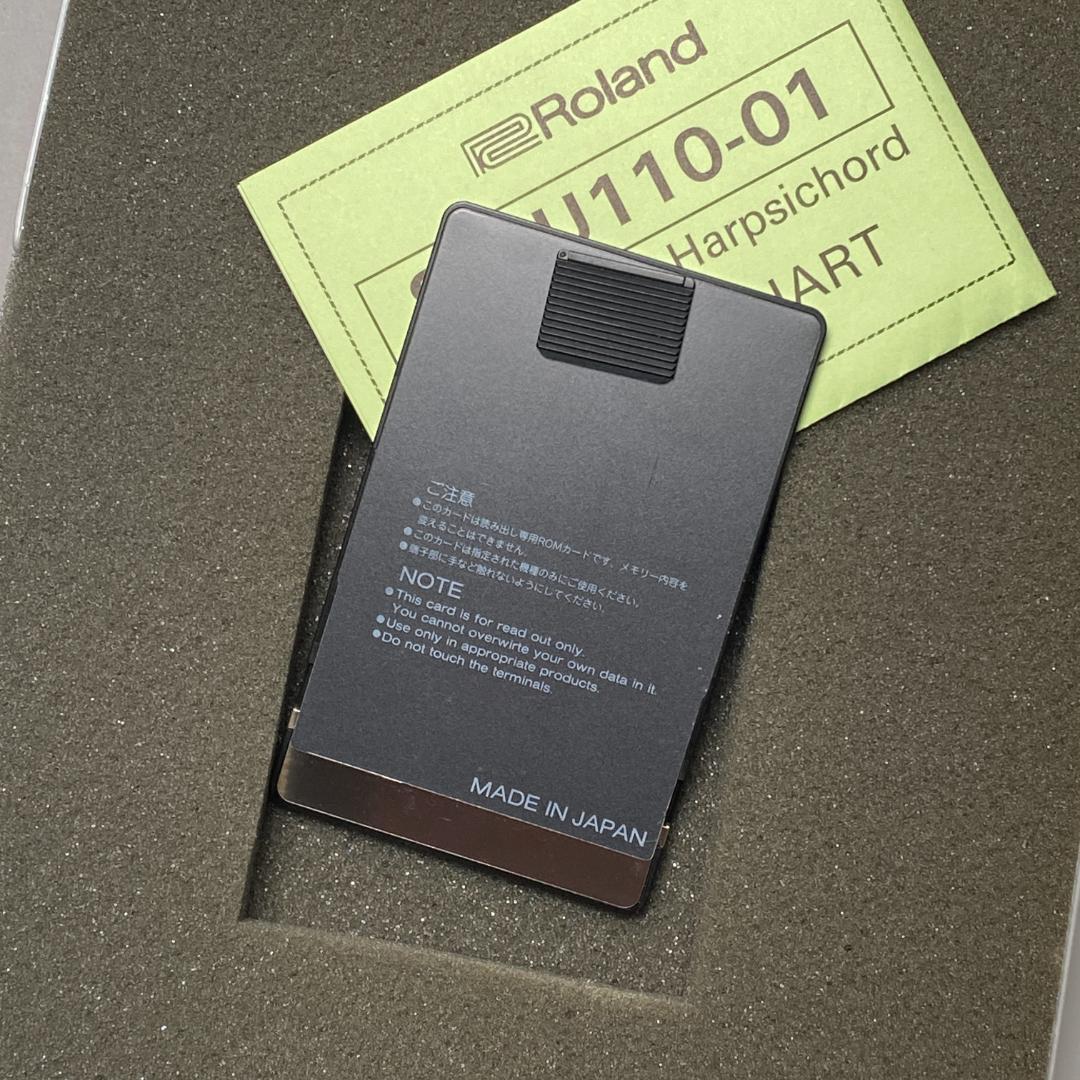 Roland
U110-01
Harpsichord
ART
ご注意
●このカードは読み出し専用ROMカードです。メモリー内容を
変えることはできません。
●このカードは指定された機種のみにご使用ください。
●端子部に手など触れないようにしてください。
NOTE
●This card is for read out only.
You cannot overwirte your own data in it.
●Use only in appropriate products.
●Do not touch the terminals.
MADE IN JAPAN